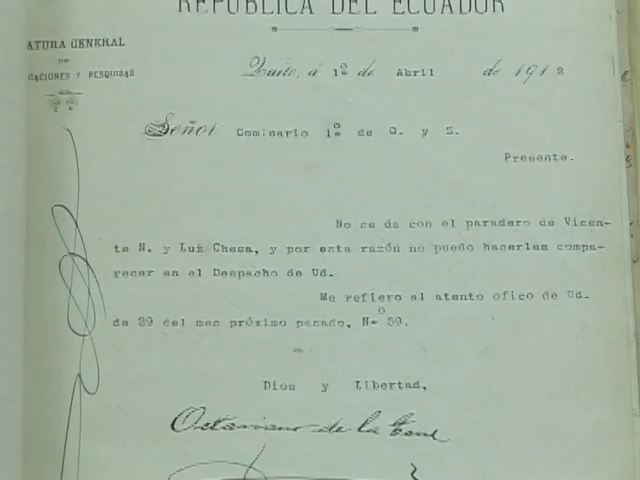 REPUBLICA DEL ECUADOR
ATURA GENERAL
DE
GACIONES Y PESQUISAS
Quito, á 1º de Abril de 1912
Señor Comisario 1º de O. y S.
Presente.
No se da con el paradero de Vicen-
te N. y Luz Checa, y por esta razón no puedo hacerles compa-
recer en el Despacho de Ud.
Me refiero al atento ofico de Ud.
de 29 del mes próximo pasado, Nº 59.
Dios y Libertad,
Octaviano de la